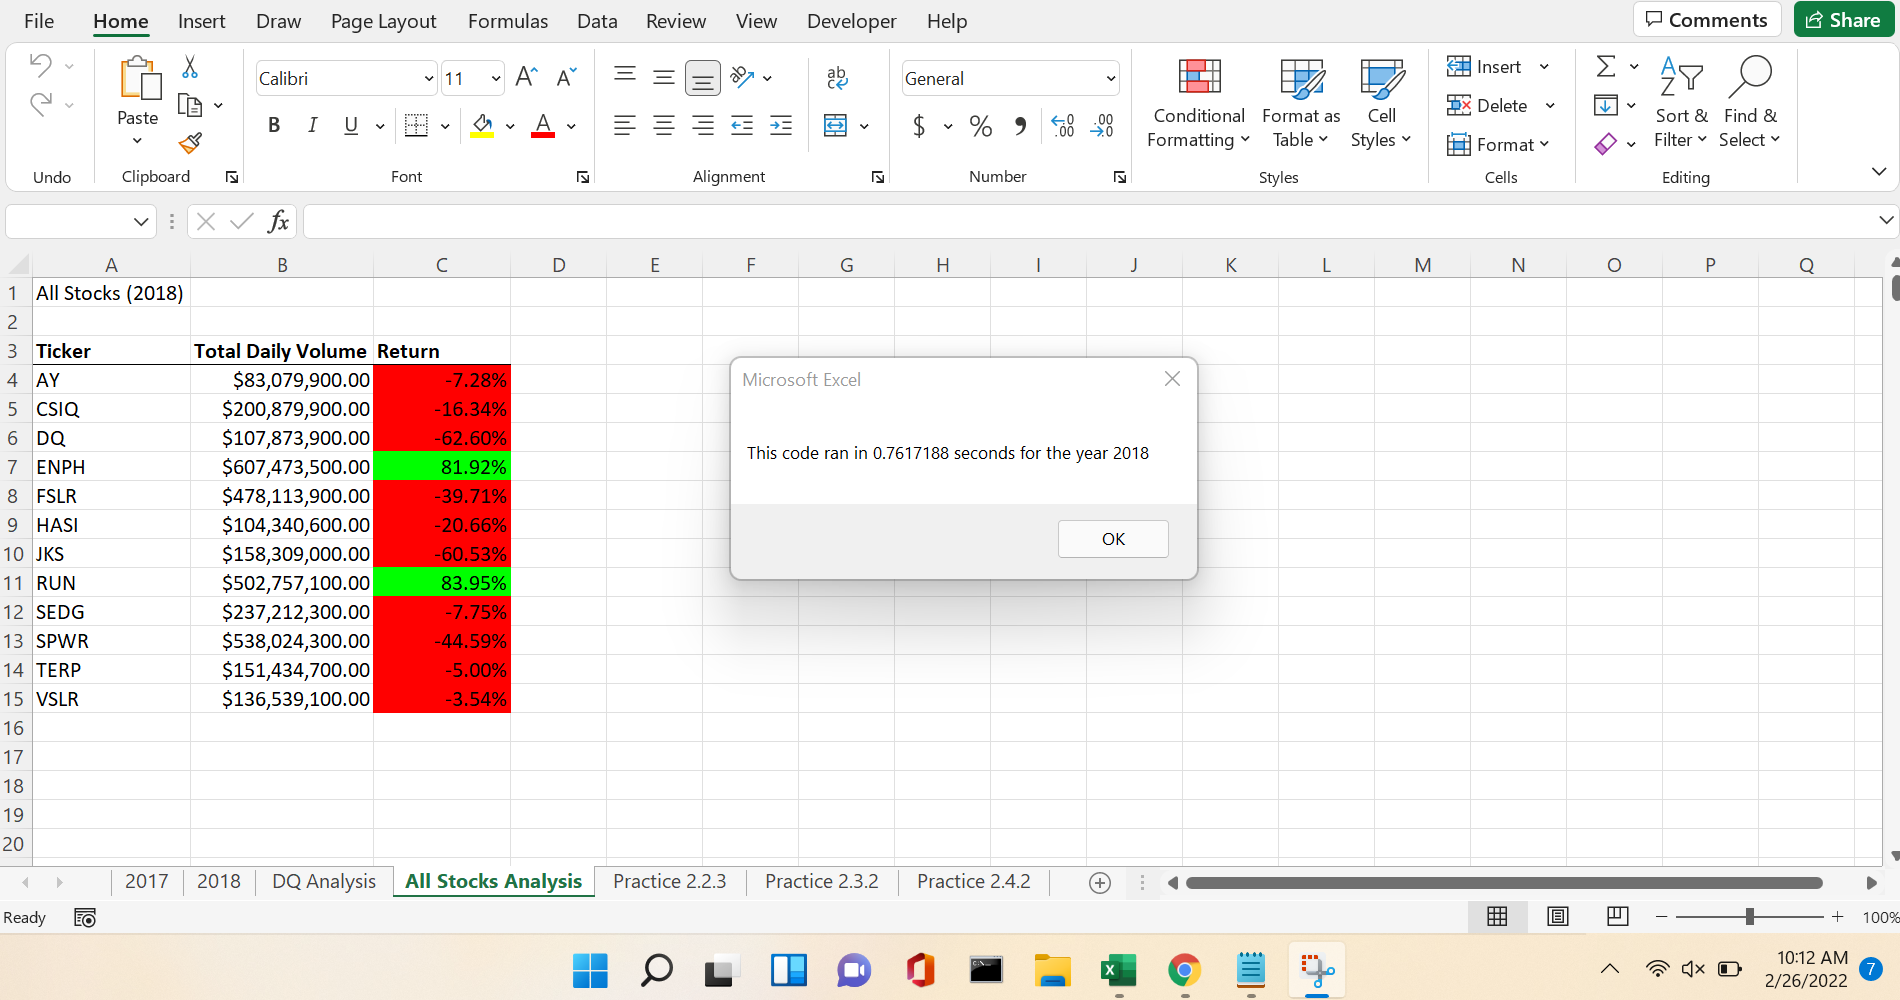 File Home Insert Draw Page Layout Formulas Data Review View Developer Help Comments Share
Calibri 11 General
Paste
B I U
Conditional Formatting
Format as Table
Cell Styles
Insert
Delete
Format
Sort & Filter
Find & Select
Undo Clipboard Font Alignment Number Styles Cells Editing
fx
A B C D E F G H I J K L M N O P Q
1 All Stocks (2018)
2
3 Ticker Total Daily Volume Return
4 AY $83,079,900.00 -7.28%
5 CSIQ $200,879,900.00 -16.34%
6 DQ $107,873,900.00 -62.60%
7 ENPH $607,473,500.00 81.92%
8 FSLR $478,113,900.00 -39.71%
9 HASI $104,340,600.00 -20.66%
10 JKS $158,309,000.00 -60.53%
11 RUN $502,757,100.00 83.95%
12 SEDG $237,212,300.00 -7.75%
13 SPWR $538,024,300.00 -44.59%
14 TERP $151,434,700.00 -5.00%
15 VSLR $136,539,100.00 -3.54%
16
17
18
19
20
Microsoft Excel
This code ran in 0.7617188 seconds for the year 2018
OK
2017 2018 DQ Analysis All Stocks Analysis Practice 2.2.3 Practice 2.3.2 Practice 2.4.2
Ready 100%
10:12 AM
2/26/2022 7